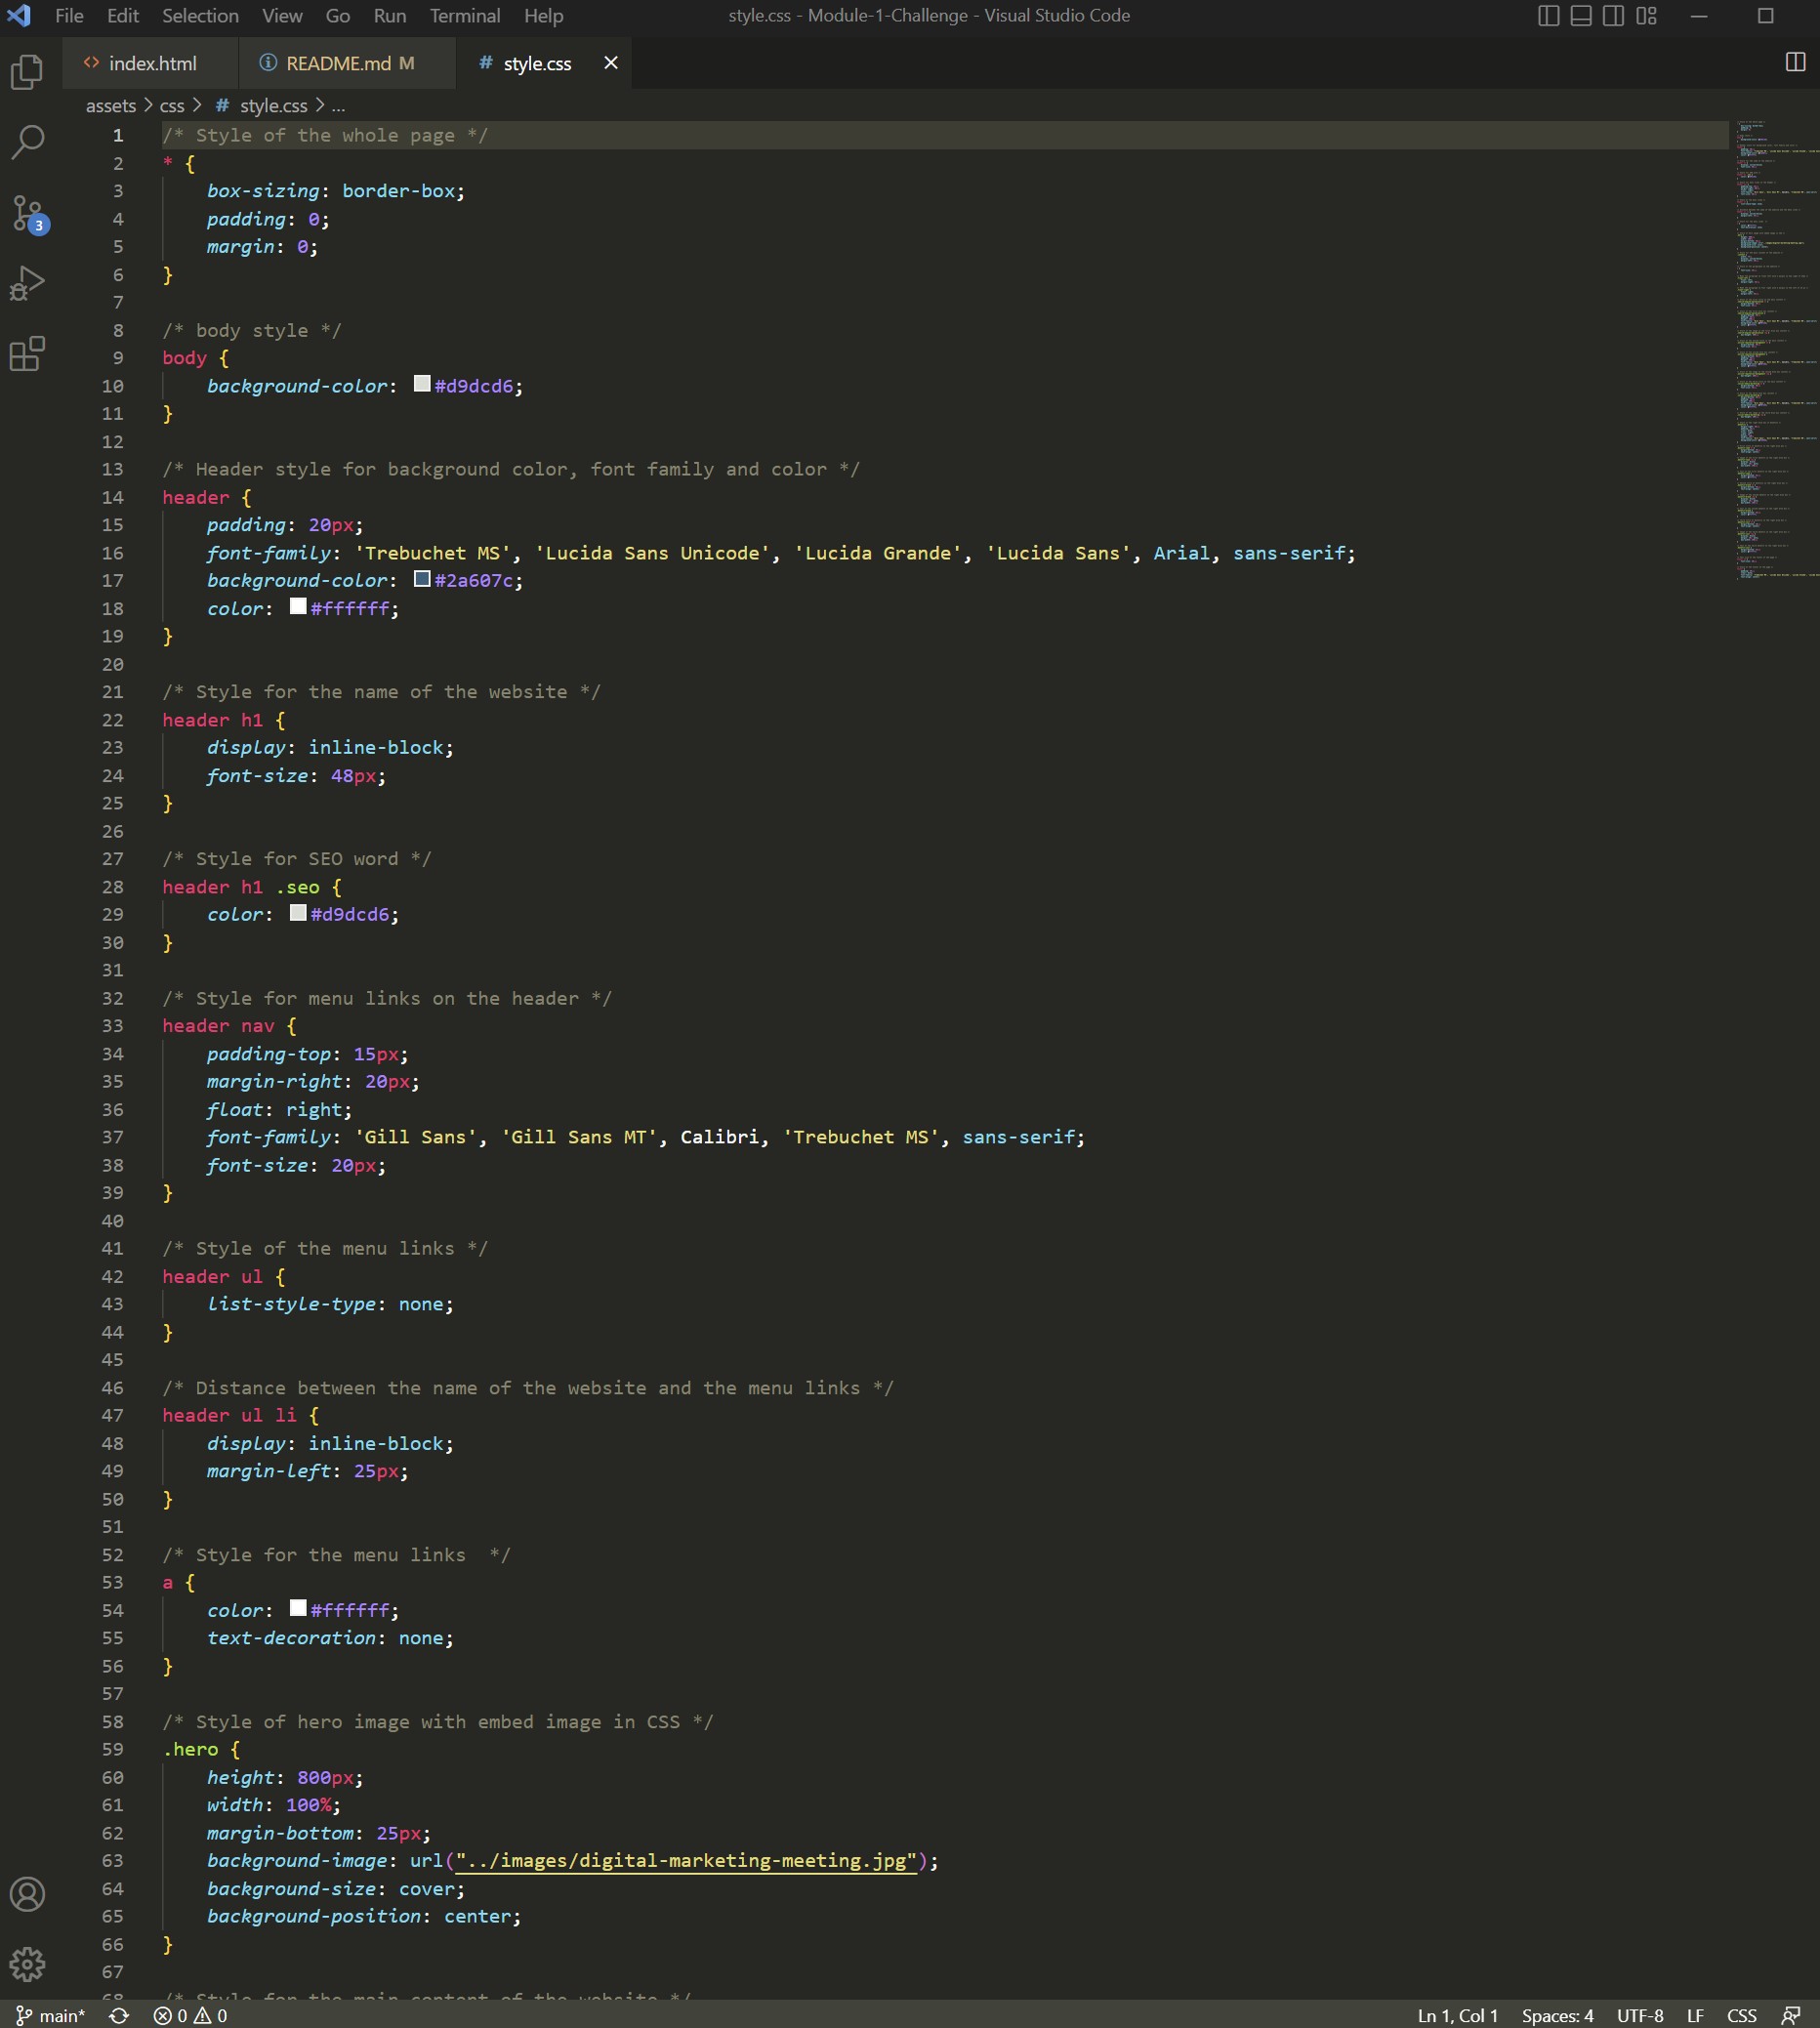 File Edit Selection View Go Run Terminal Help style.css - Module-1-Challenge - Visual Studio Code
index.html README.md M # style.css
assets > css > # style.css > ...
1 /* Style of the whole page */
2 * {
3 box-sizing: border-box;
4 padding: 0;
5 margin: 0;
6 }
7
8 /* body style */
9 body {
10 background-color: #d9dcd6;
11 }
12
13 /* Header style for background color, font family and color */
14 header {
15 padding: 20px;
16 font-family: 'Trebuchet MS', 'Lucida Sans Unicode', 'Lucida Grande', 'Lucida Sans', Arial, sans-serif;
17 background-color: #2a607c;
18 color: #ffffff;
19 }
20
21 /* Style for the name of the website */
22 header h1 {
23 display: inline-block;
24 font-size: 48px;
25 }
26
27 /* Style for SEO word */
28 header h1 .seo {
29 color: #d9dcd6;
30 }
31
32 /* Style for menu links on the header */
33 header nav {
34 padding-top: 15px;
35 margin-right: 20px;
36 float: right;
37 font-family: 'Gill Sans', 'Gill Sans MT', Calibri, 'Trebuchet MS', sans-serif;
38 font-size: 20px;
39 }
40
41 /* Style of the menu links */
42 header ul {
43 list-style-type: none;
44 }
45
46 /* Distance between the name of the website and the menu links */
47 header ul li {
48 display: inline-block;
49 margin-left: 25px;
50 }
51
52 /* Style for the menu links  */
53 a {
54 color: #ffffff;
55 text-decoration: none;
56 }
57
58 /* Style of hero image with embed image in CSS */
59 .hero {
60 height: 800px;
61 width: 100%;
62 margin-bottom: 25px;
63 background-image: url("../images/digital-marketing-meeting.jpg");
64 background-size: cover;
65 background-position: center;
66 }
67
68 /* Style for the main content of the website */
3
main* 0 0 Ln 1, Col 1 Spaces: 4 UTF-8 LF CSS